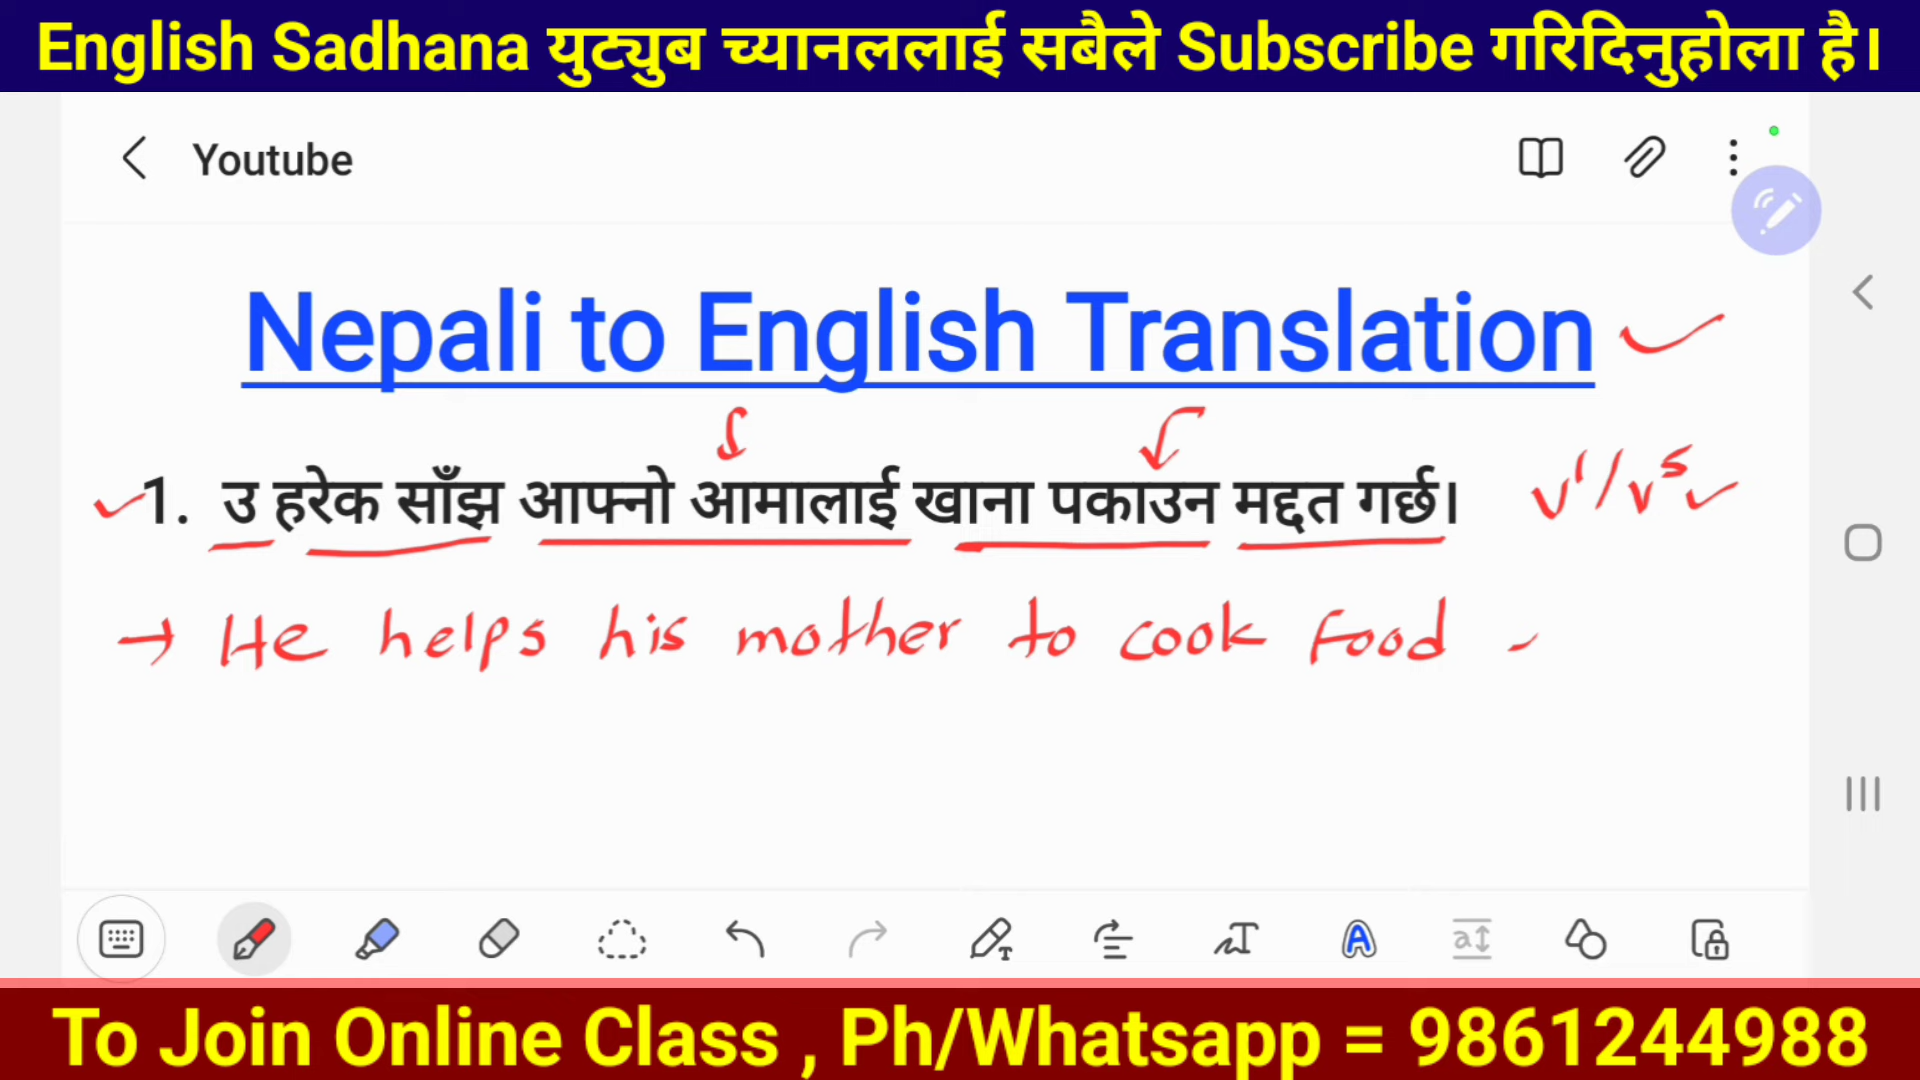 English Sadhana युट्युब च्यानललाई सबैले Subscribe गरिदिनुहोला है।
Youtube
Nepali to English Translation
1. उ हरेक साँझ आफ्नो आमालाई खाना पकाउन मद्दत गर्छ। V¹/V⁵
→ He helps his mother to cook food
To Join Online Class , Ph/Whatsapp = 9861244988